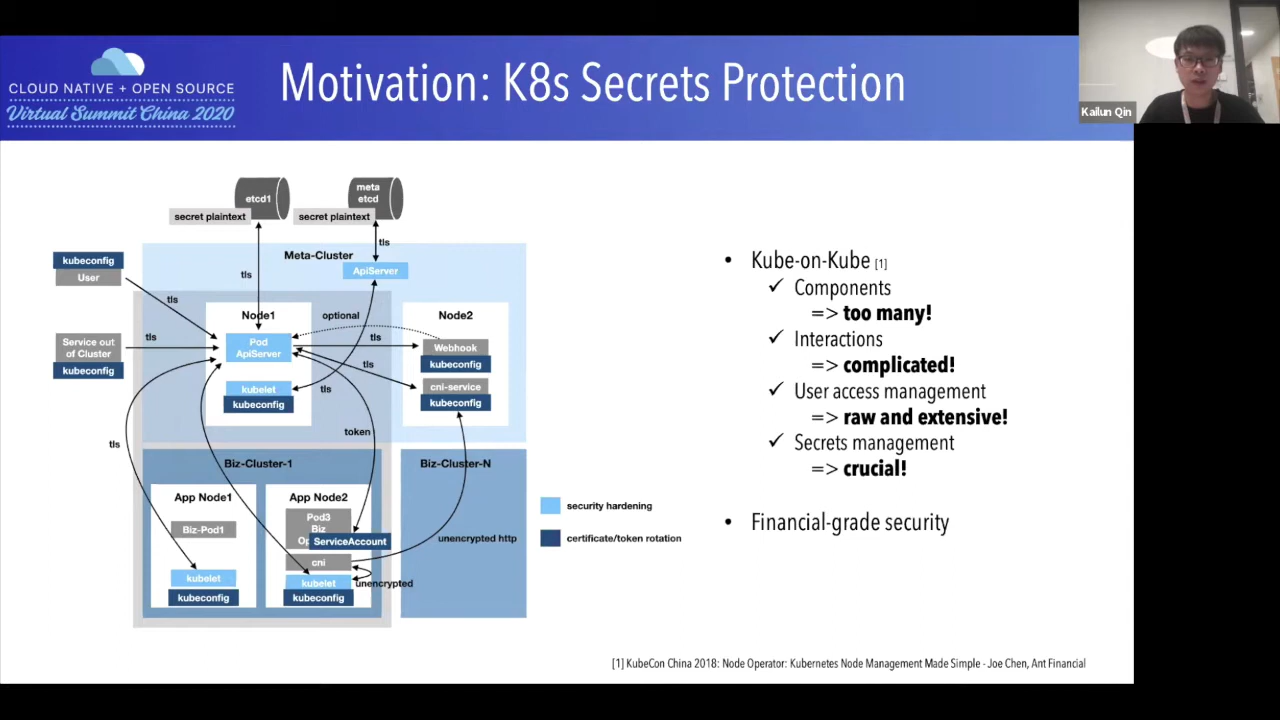 CLOUD NATIVE + OPEN SOURCE
Virtual Summit China 2020
Motivation: K8s Secrets Protection
Kailun Qin
etcd1
secret plaintext
meta
etcd
secret plaintext
tls
tls
Meta-Cluster
ApiServer
kubeconfig
User
tls
Service out
of Cluster
kubeconfig
tls
Node1
Pod
ApiServer
kubelet
kubeconfig
optional
tls
tls
tls
token
Node2
Webhook
kubeconfig
cni-service
kubeconfig
tls
Biz-Cluster-1
App Node1
Biz-Pod1
kubelet
kubeconfig
App Node2
Pod3
Biz
Op
ServiceAccount
cni
kubelet
kubeconfig
unencrypted
Biz-Cluster-N
unencrypted http
security hardening
certificate/token rotation
• Kube-on-Kube [1]
✓ Components
=> too many!
✓ Interactions
=> complicated!
✓ User access management
=> raw and extensive!
✓ Secrets management
=> crucial!
• Financial-grade security
[1] KubeCon China 2018: Node Operator: Kubernetes Node Management Made Simple - Joe Chen, Ant Financial